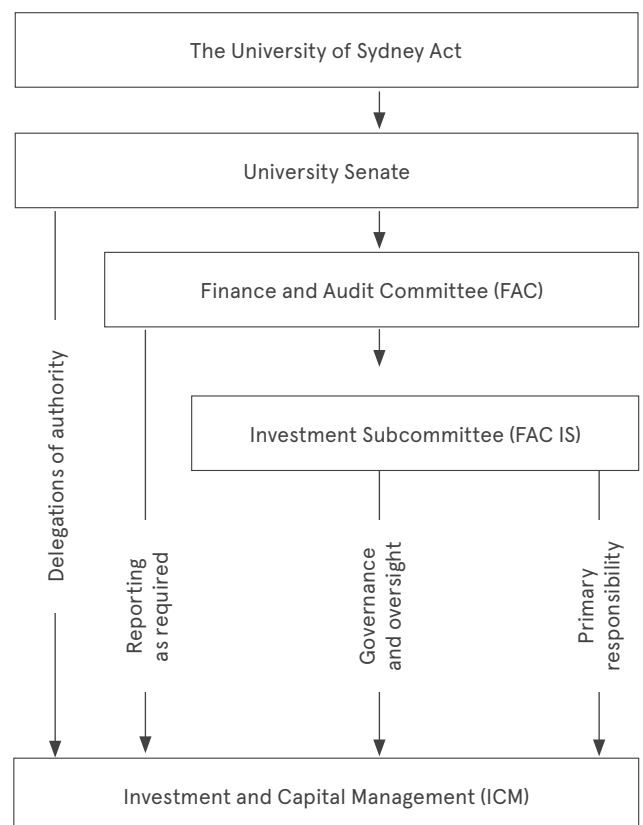 The University of Sydney Act
University Senate
Finance and Audit Committee (FAC)
Investment Subcommittee (FAC IS)
Delegations of authority
Reporting
as required
Governance
and oversight
Primary
responsibility
Investment and Capital Management (ICM)